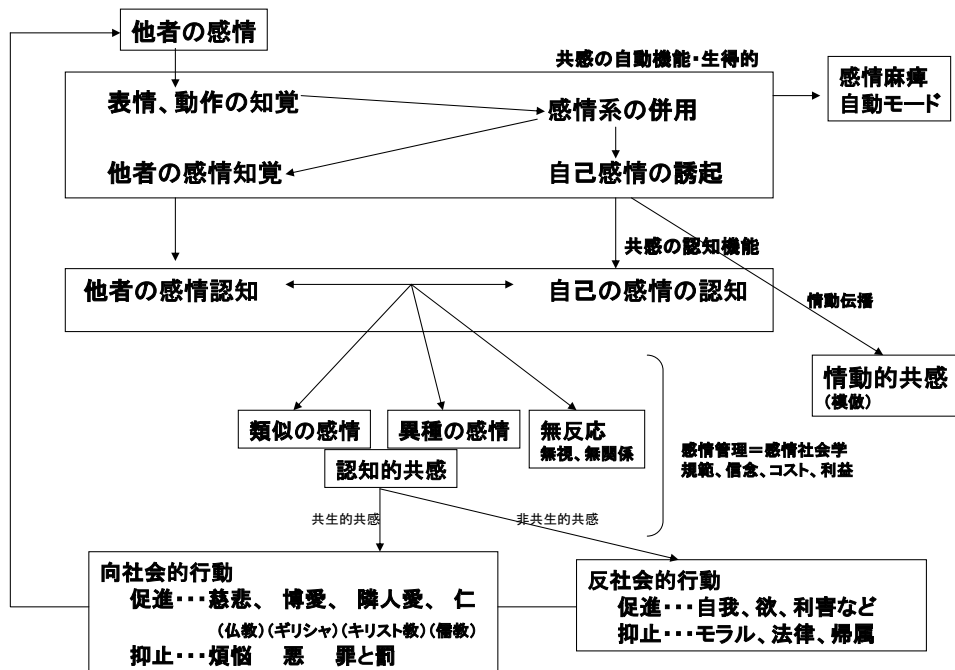 他者の感情
共感の自動機能・生得的
感情麻痺
自動モード
表情、動作の知覚
感情系の併用
他者の感情知覚
自己感情の誘起
共感の認知機能
他者の感情認知
自己の感情の認知
情動伝播
情動的共感
(模倣)
類似の感情
異種の感情
無反応
無視、無関係
認知的共感
感情管理＝感情社会学
規範、信念、コスト、利益
共生的共感
非共生的共感
向社会的行動
促進・・・慈悲、 博愛、 隣人愛、 仁
(仏教)(ギリシャ)(キリスト教)(儒教)
抑止・・・煩悩 悪 罪と罰
反社会的行動
促進・・・自我、欲、利害など
抑止・・・モラル、法律、帰属